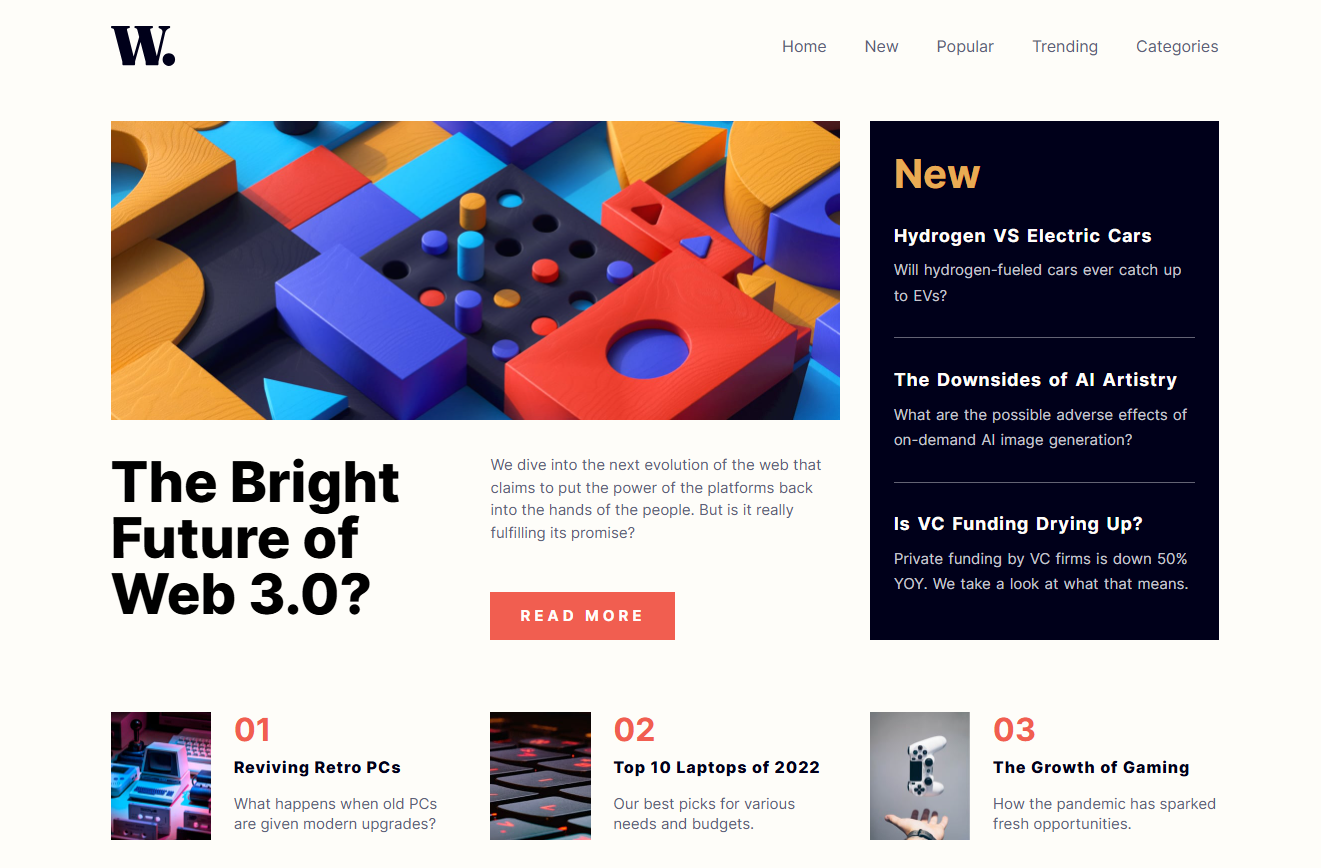 W.
Home New Popular Trending Categories
The Bright
Future of
Web 3.0?
We dive into the next evolution of the web that
claims to put the power of the platforms back
into the hands of the people. But is it really
fulfilling its promise?
READ MORE
New
Hydrogen VS Electric Cars
Will hydrogen-fueled cars ever catch up
to EVs?
The Downsides of AI Artistry
What are the possible adverse effects of
on-demand AI image generation?
Is VC Funding Drying Up?
Private funding by VC firms is down 50%
YOY. We take a look at what that means.
01
Reviving Retro PCs
What happens when old PCs
are given modern upgrades?
02
Top 10 Laptops of 2022
Our best picks for various
needs and budgets.
03
The Growth of Gaming
How the pandemic has sparked
fresh opportunities.